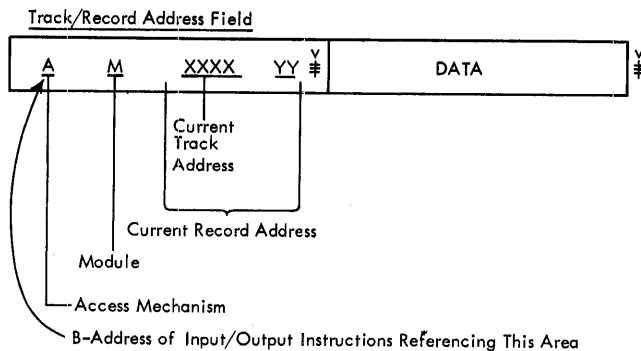 Track/Record Address Field
A M XXXX YY v ⧧ DATA v ⧧
Current
Track
Address
Current Record Address
Module
Access Mechanism
B-Address of Input/Output Instructions Referencing This Area